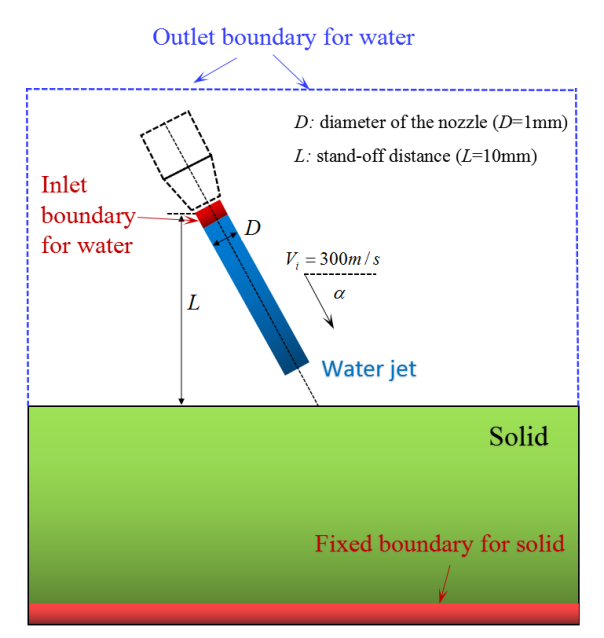 Outlet boundary for water
D: diameter of the nozzle (D=1mm)
L: stand-off distance (L=10mm)
Inlet
boundary
for water
D
V_i = 300m / s
α
L
Water jet
Solid
Fixed boundary for solid